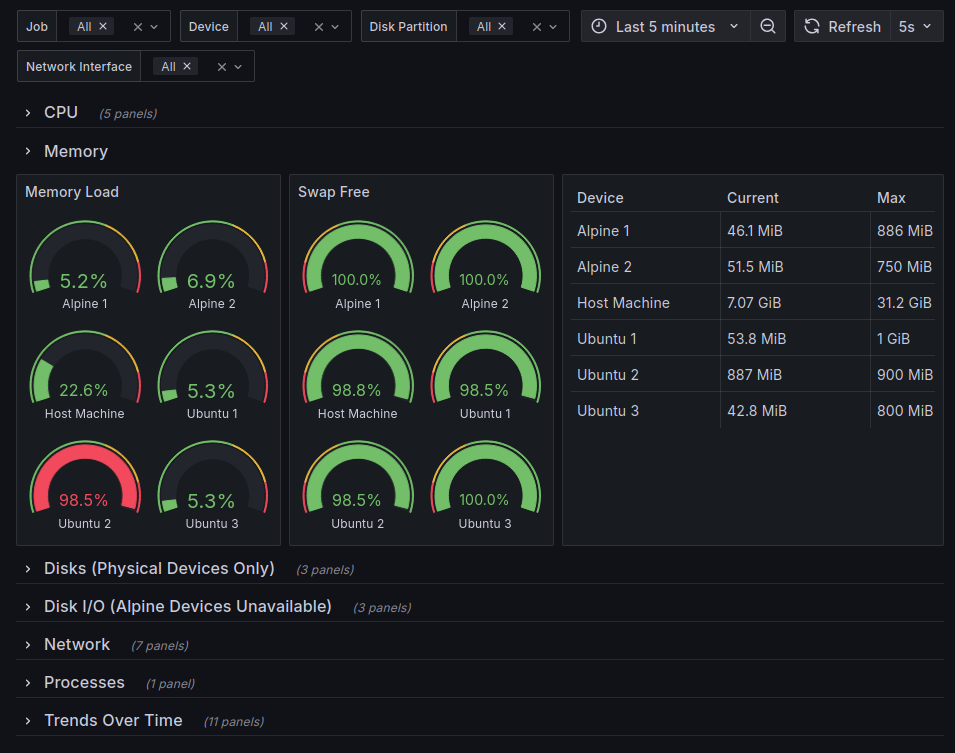 Job All Device All Disk Partition All Last 5 minutes Refresh 5s
Network Interface All
CPU (5 panels)
Memory
Memory Load
5.2% 6.9%
Alpine 1 Alpine 2
22.6% 5.3%
Host Machine Ubuntu 1
98.5% 5.3%
Ubuntu 2 Ubuntu 3
Swap Free
100.0% 100.0%
Alpine 1 Alpine 2
98.8% 98.5%
Host Machine Ubuntu 1
98.5% 100.0%
Ubuntu 2 Ubuntu 3
Device Current Max
Alpine 1 46.1 MiB 886 MiB
Alpine 2 51.5 MiB 750 MiB
Host Machine 7.07 GiB 31.2 GiB
Ubuntu 1 53.8 MiB 1 GiB
Ubuntu 2 887 MiB 900 MiB
Ubuntu 3 42.8 MiB 800 MiB
Disks (Physical Devices Only) (3 panels)
Disk I/O (Alpine Devices Unavailable) (3 panels)
Network (7 panels)
Processes (1 panel)
Trends Over Time (11 panels)